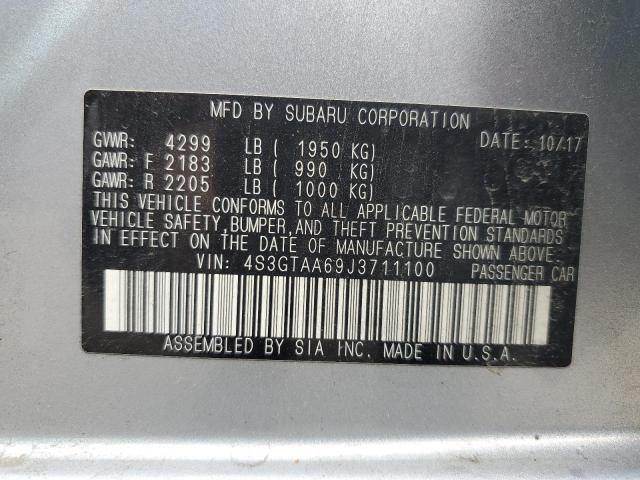 MFD BY SUBARU CORPORATION
GVWR: 4299 LB ( 1950 KG) DATE: 10/17
GAWR: F 2183 LB ( 990 KG)
GAWR: R 2205 LB ( 1000 KG)
THIS VEHICLE CONFORMS TO ALL APPLICABLE FEDERAL MOTOR
VEHICLE SAFETY, BUMPER, AND THEFT PREVENTION STANDARDS
IN EFFECT ON THE DATE OF MANUFACTURE SHOWN ABOVE.
VIN: 4S3GTAA69J3711100 PASSENGER CAR
ASSEMBLED BY SIA INC. MADE IN U.S.A.